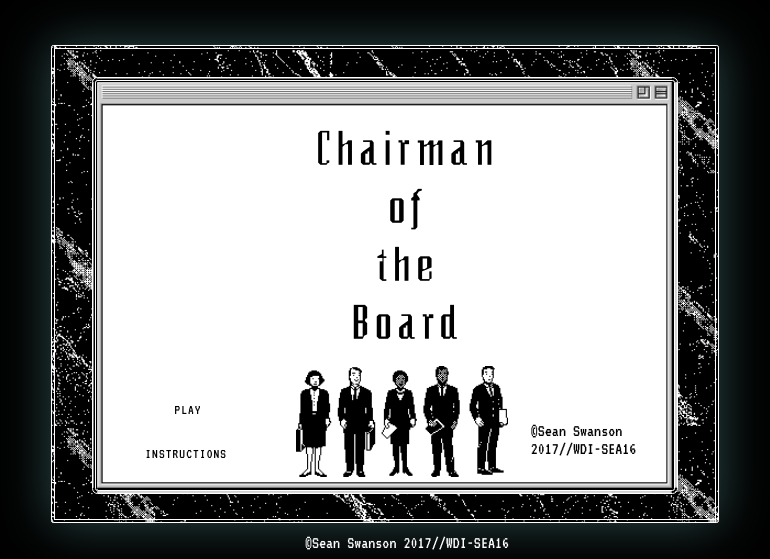 Chairman
of
the
Board
PLAY
INSTRUCTIONS
©Sean Swanson
2017//WDI-SEA16
©Sean Swanson 2017//WDI-SEA16